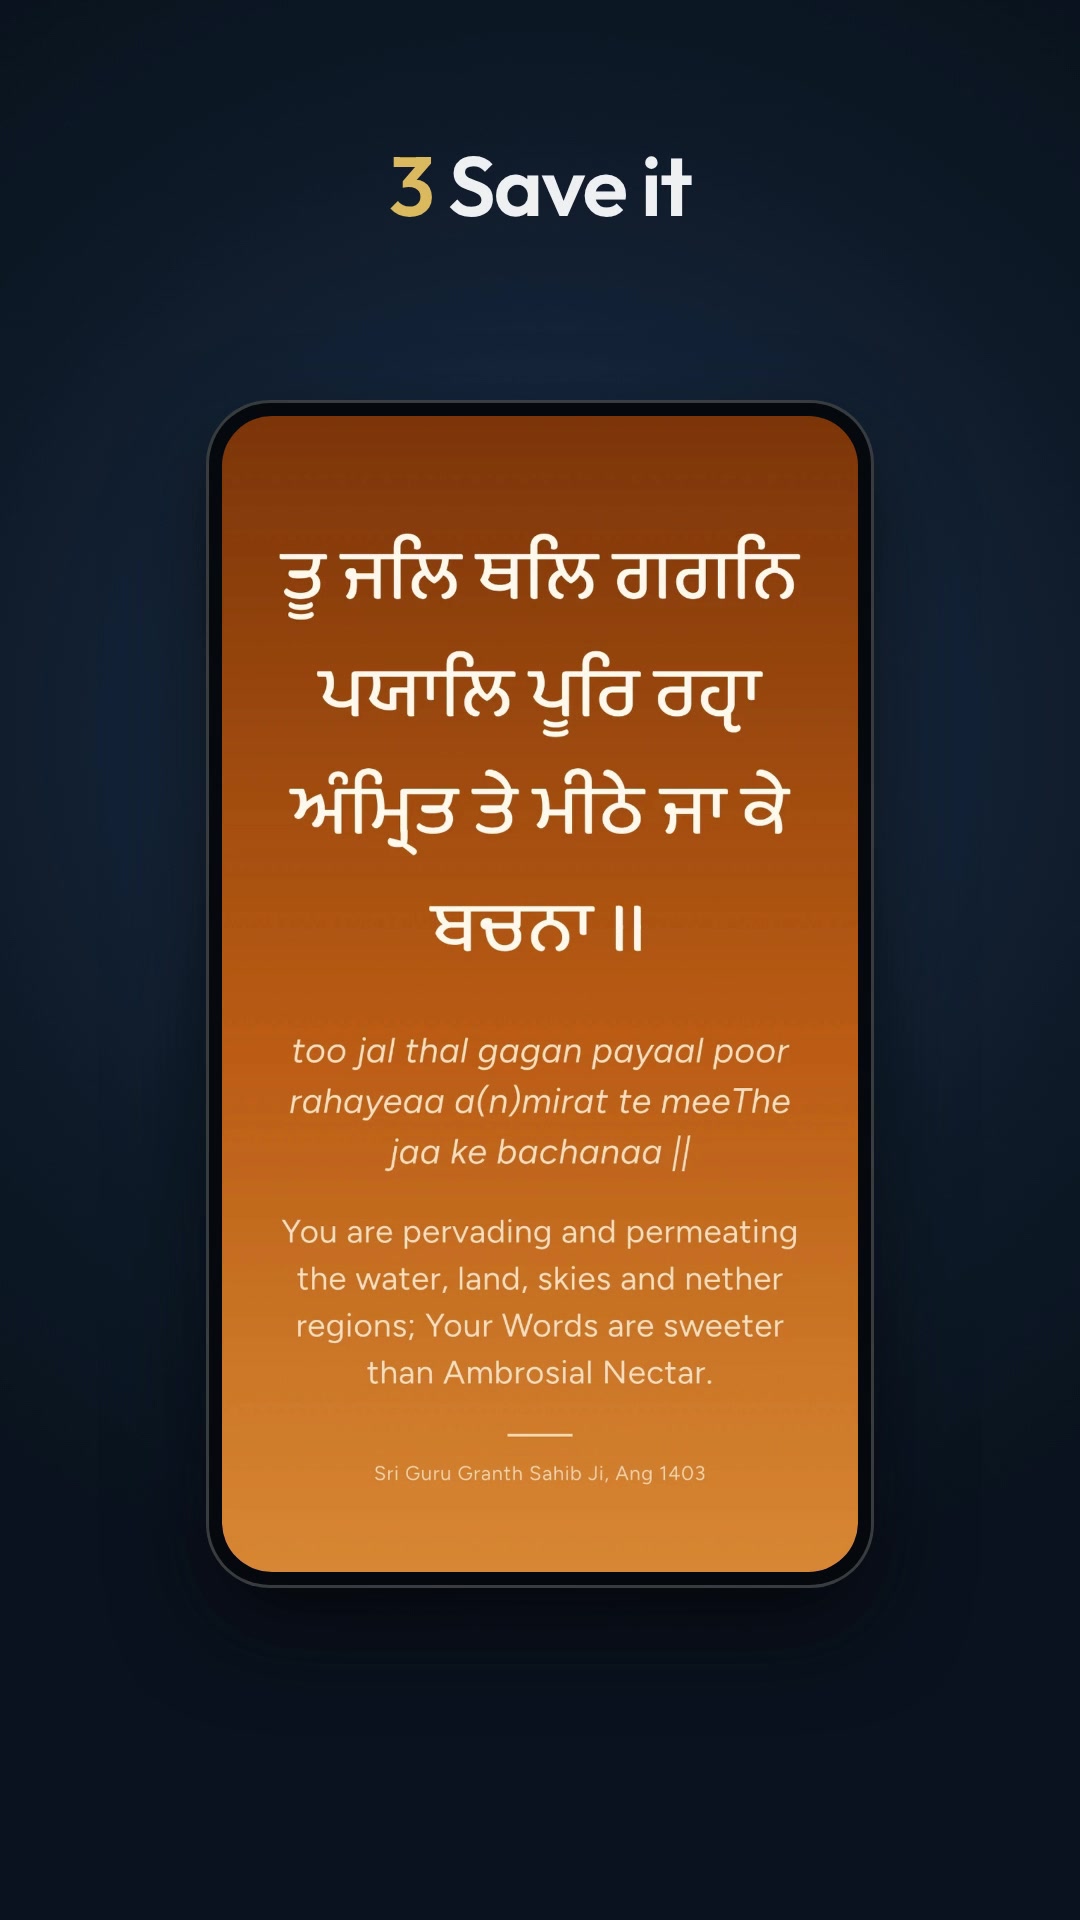 3 Save it
ਤੂ ਜਲਿ ਥਲਿ ਗਗਨਿ
ਪਯਾਲਿ ਪੂਰਿ ਰਹੵਾ
ਅੰਮ੍ਰਿਤ ਤੇ ਮੀਠੇ ਜਾ ਕੇ
ਬਚਨਾ ॥
too jal thal gagan payaal poor
rahayeaa a(n)mirat te meeThe
jaa ke bachanaa ||
You are pervading and permeating
the water, land, skies and nether
regions; Your Words are sweeter
than Ambrosial Nectar.
Sri Guru Granth Sahib Ji, Ang 1403